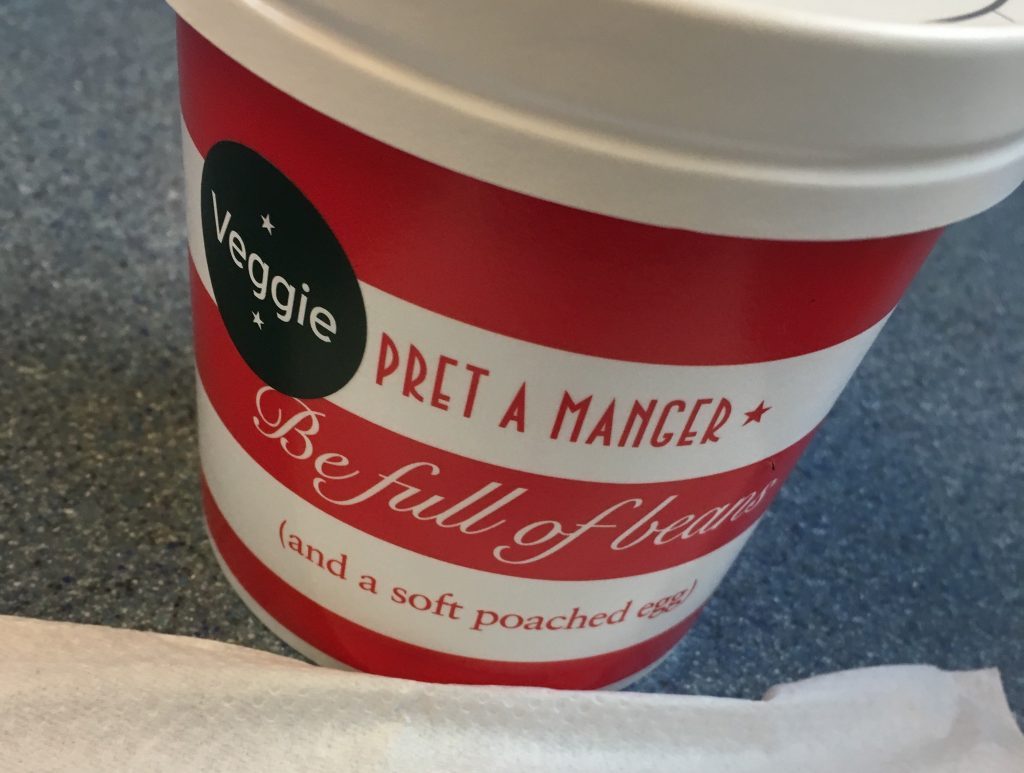 Veggie
PRET A MANGER
Be full of beans
(and a soft poached egg)